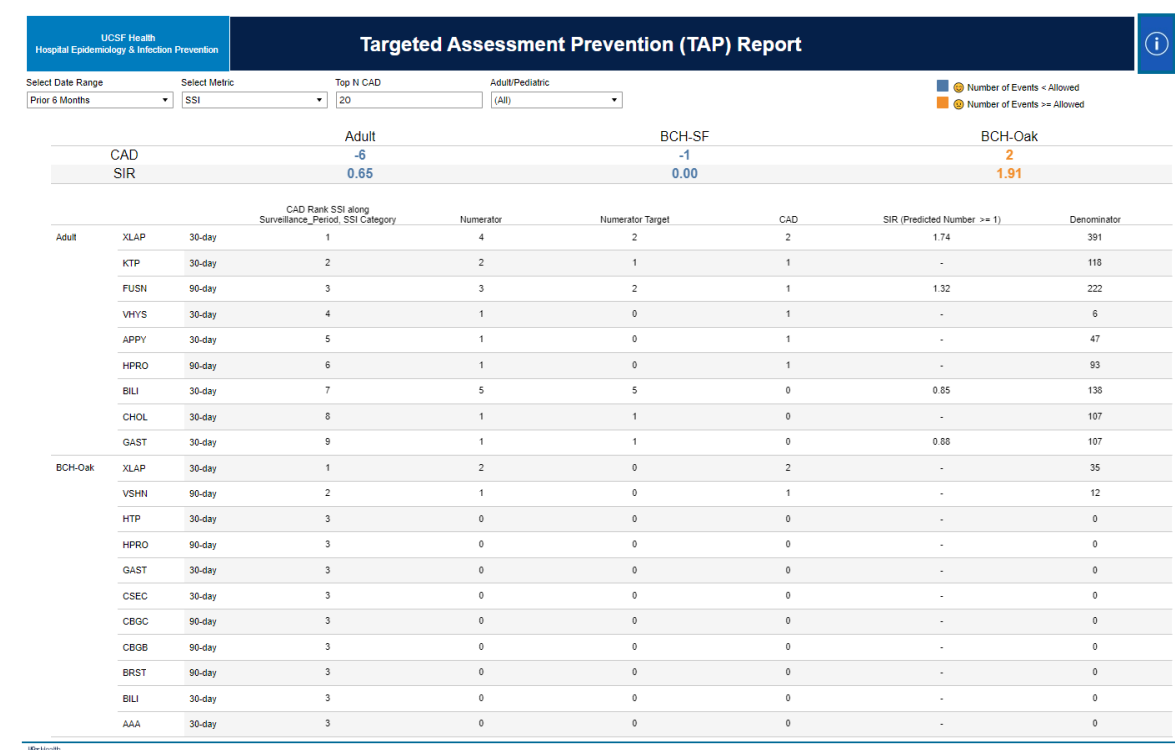 UCSF Health
Hospital Epidemiology & Infection Prevention
Targeted Assessment Prevention (TAP) Report
i
Select Date Range Select Metric Top N CAD Adult/Pediatric
Prior 6 Months SSI 20 (All)
Number of Events < Allowed
Number of Events >= Allowed
Adult BCH-SF BCH-Oak
CAD -6 -1 2
SIR 0.65 0.00 1.91
CAD Rank SSI along
Surveillance_Period, SSI Category Numerator Numerator Target CAD SIR (Predicted Number >= 1) Denominator
Adult XLAP 30-day 1 4 2 2 1.74 391
KTP 30-day 2 2 1 1 - 118
FUSN 90-day 3 3 2 1 1.32 222
VHYS 30-day 4 1 0 1 - 6
APPY 30-day 5 1 0 1 - 47
HPRO 90-day 6 1 0 1 - 93
BILI 30-day 7 5 5 0 0.85 138
CHOL 30-day 8 1 1 0 - 107
GAST 30-day 9 1 1 0 0.88 107
BCH-Oak XLAP 30-day 1 2 0 2 - 35
VSHN 90-day 2 1 0 1 - 12
HTP 30-day 3 0 0 0 - 0
HPRO 90-day 3 0 0 0 - 0
GAST 30-day 3 0 0 0 - 0
CSEC 30-day 3 0 0 0 - 0
CBGC 90-day 3 0 0 0 - 0
CBGB 90-day 3 0 0 0 - 0
BRST 90-day 3 0 0 0 - 0
BILI 30-day 3 0 0 0 - 0
AAA 30-day 3 0 0 0 - 0